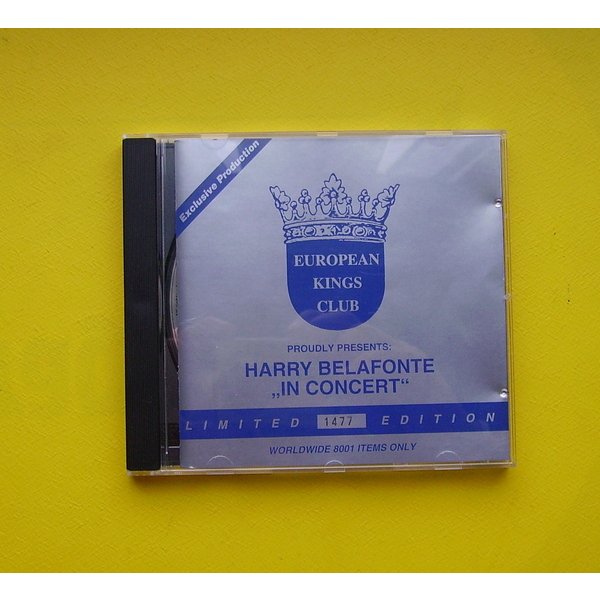 Exclusive Production
EUROPEAN
KINGS
CLUB
PROUDLY PRESENTS:
HARRY BELAFONTE
„IN CONCERT“
LIMITED 1477 EDITION
WORLDWIDE 8001 ITEMS ONLY